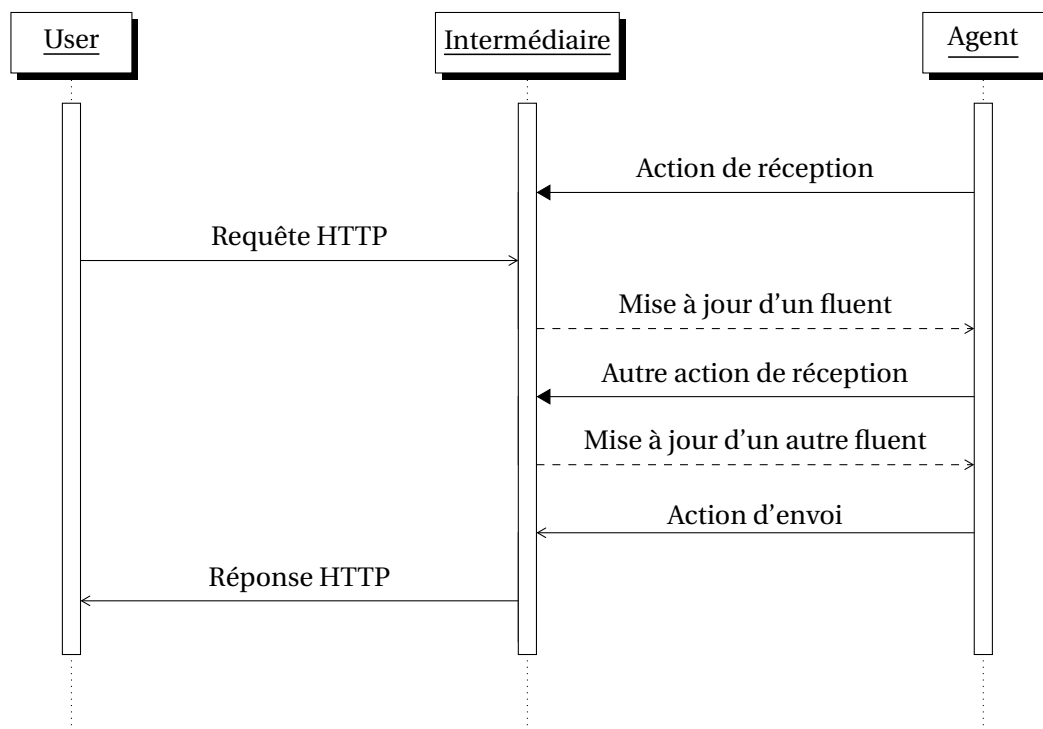 User
Intermédiaire
Agent
Action de réception
Requête HTTP
Mise à jour d'un fluent
Autre action de réception
Mise à jour d'un autre fluent
Action d'envoi
Réponse HTTP